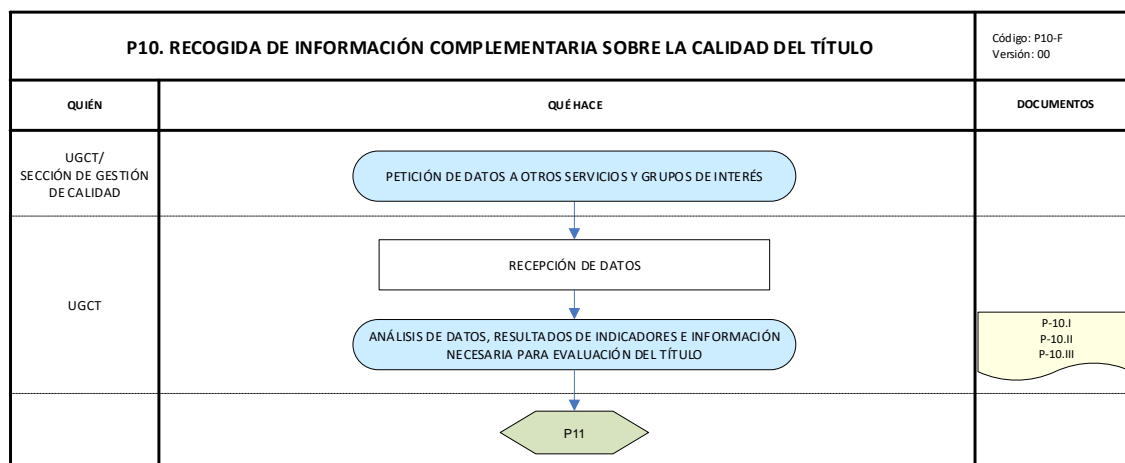 P10. RECOGIDA DE INFORMACIÓN COMPLEMENTARIA SOBRE LA CALIDAD DEL TÍTULO
Código: P10-F
Versión: 00
QUIÉN
QUÉ HACE
DOCUMENTOS
UGCT/
SECCIÓN DE GESTIÓN
DE CALIDAD
PETICIÓN DE DATOS A OTROS SERVICIOS Y GRUPOS DE INTERÉS
UGCT
RECEPCIÓN DE DATOS
ANÁLISIS DE DATOS, RESULTADOS DE INDICADORES E INFORMACIÓN
NECESARIA PARA EVALUACIÓN DEL TÍTULO
P-10.I
P-10.II
P-10.III
P11